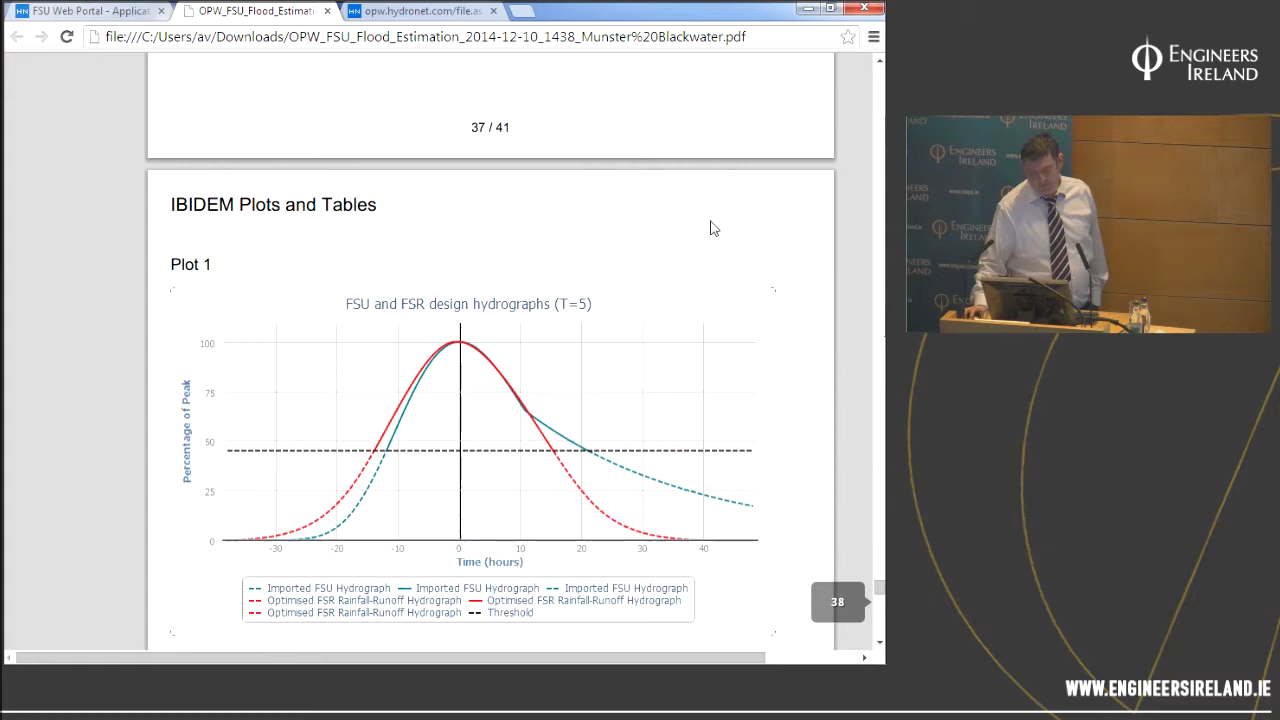 FSU Web Portal - Applicat
OPW_FSU_Flood_Estimati
opw.hydronet.com/file.as
file:///C:/Users/av/Downloads/OPW_FSU_Flood_Estimation_2014-12-10_1438_Munster%20Blackwater.pdf
37 / 41
IBIDEM Plots and Tables
Plot 1
FSU and FSR design hydrographs (T=5)
Percentage of Peak
100
75
50
25
0
-30 -20 -10 0 10 20 30 40
Time (hours)
Imported FSU Hydrograph Imported FSU Hydrograph Imported FSU Hydrograph
Optimised FSR Rainfall-Runoff Hydrograph Optimised FSR Rainfall-Runoff Hydrograph
Optimised FSR Rainfall-Runoff Hydrograph Threshold
38
ENGINEERS
IRELAND
ENGINEERS
IRELAND
WWW.ENGINEERSIRELAND.IE